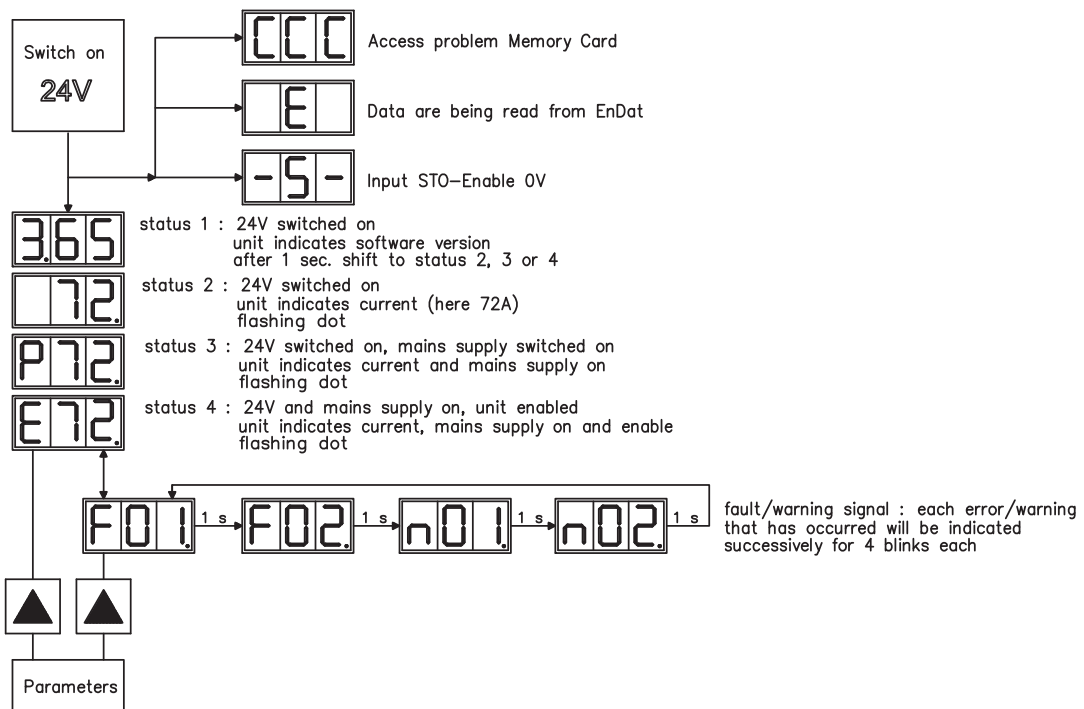 Switch on
24V
CCC
Access problem Memory Card
E
Data are being read from EnDat
-S-
Input STO-Enable 0V
3.65
status 1 : 24V switched on
unit indicates software version
after 1 sec. shift to status 2, 3 or 4
72.
status 2 : 24V switched on
unit indicates current (here 72A)
flashing dot
P72.
status 3 : 24V switched on, mains supply switched on
unit indicates current and mains supply on
flashing dot
E72.
status 4 : 24V and mains supply on, unit enabled
unit indicates current, mains supply on and enable
flashing dot
F01. 1 s F02. 1 s n01. 1 s n02. 1 s
fault/warning signal : each error/warning
that has occurred will be indicated
successively for 4 blinks each
Parameters